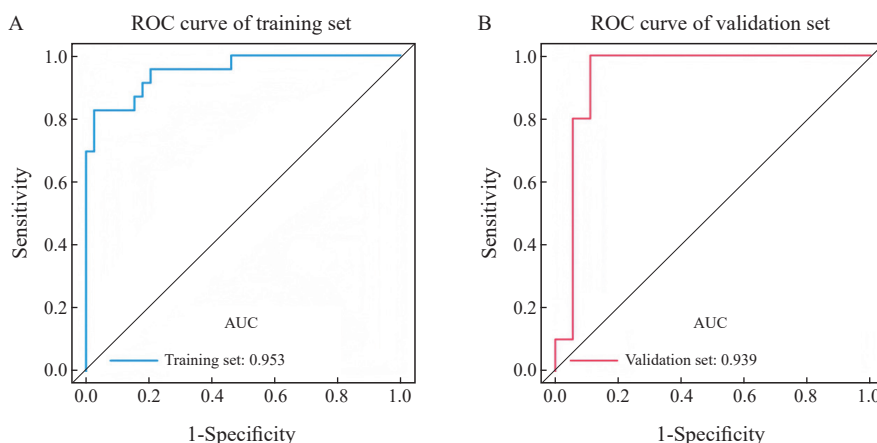 A
ROC curve of training set
1.0
0.8
0.6
0.4
0.2
0.0
Sensitivity
AUC
Training set: 0.953
0.0 0.2 0.4 0.6 0.8 1.0
1-Specificity
B
ROC curve of validation set
1.0
0.8
0.6
0.4
0.2
0.0
Sensitivity
AUC
Validation set: 0.939
0.0 0.2 0.4 0.6 0.8 1.0
1-Specificity